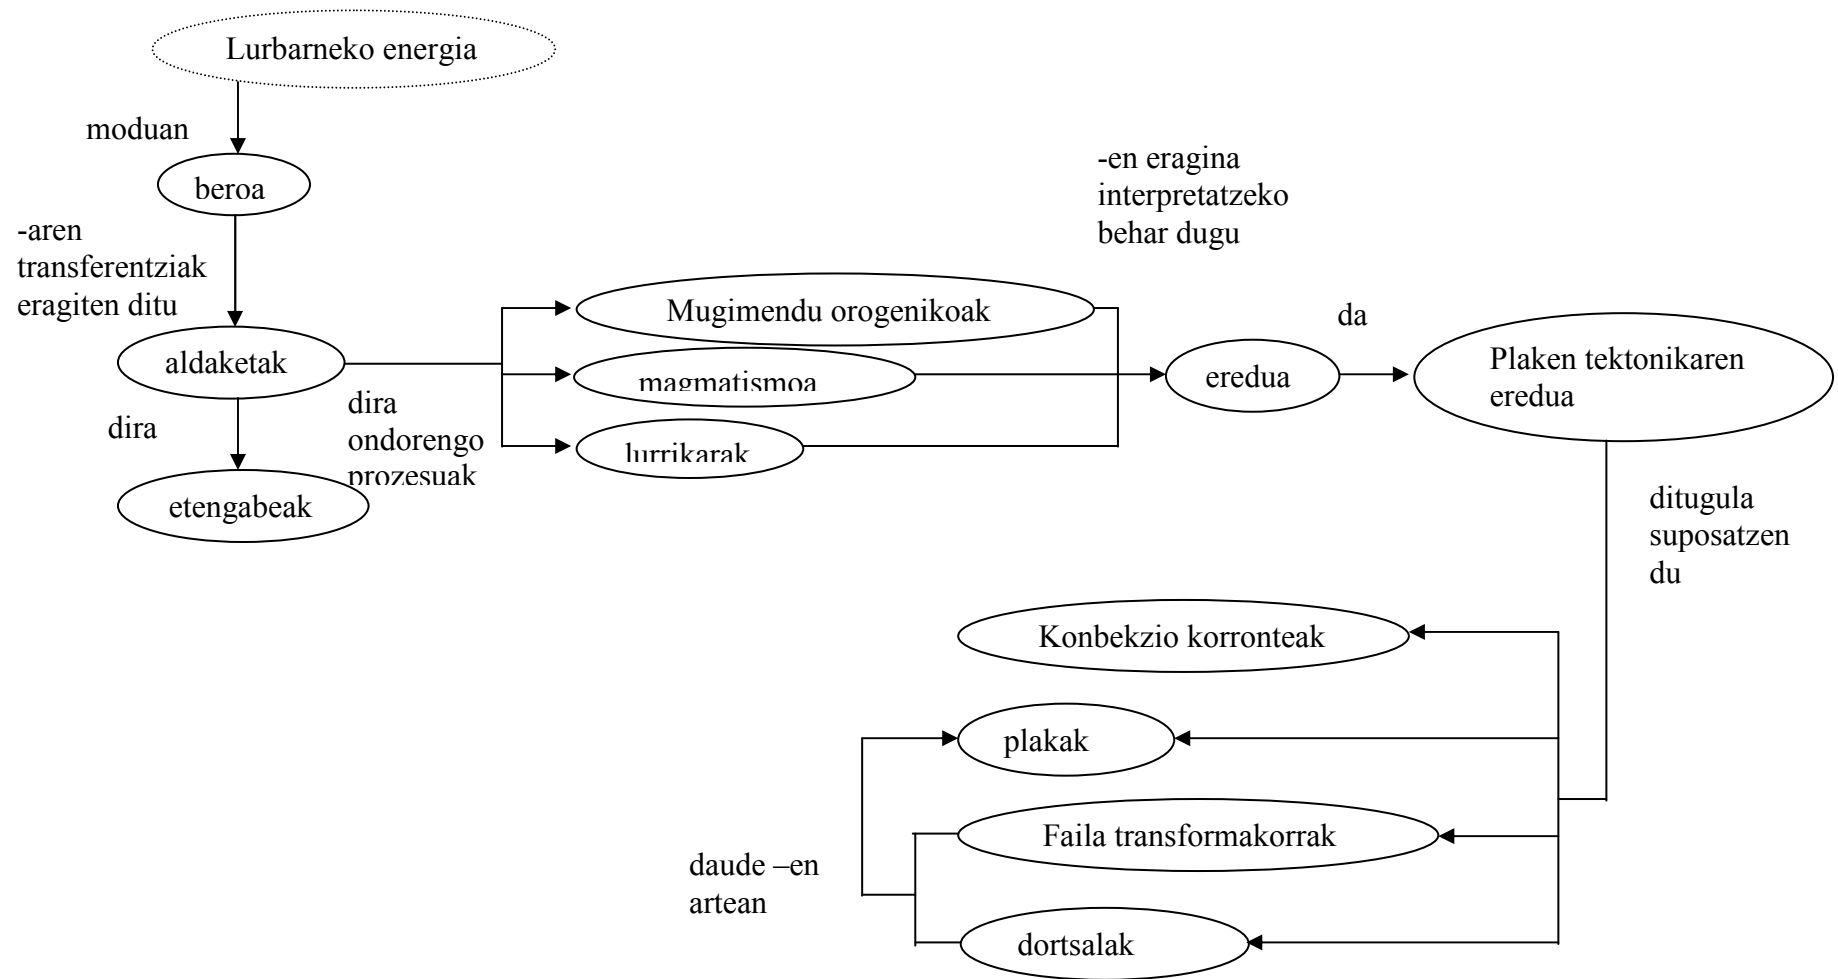 Lurbarneko energia
moduan
beroa
-aren
transferentziak
eragiten ditu
aldaketak
dira
etengabeak
dira
ondorengo
prozesuak
Mugimendu orogenikoak
magmatismoa
lurrikarak
-en eragina
interpretatzeko
behar dugu
eredua
da
Plaken tektonikaren
eredua
ditugula
suposatzen
du
Konbekzio korronteak
plakak
Faila transformakorrak
dortsalak
daude –en
artean